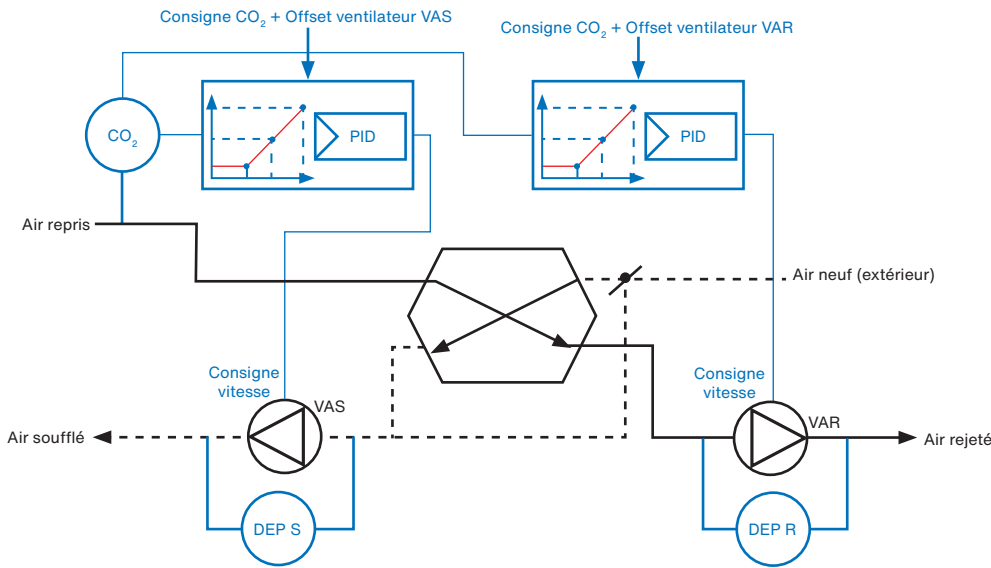 Consigne CO₂ + Offset ventilateur VAS
Consigne CO₂ + Offset ventilateur VAR
CO₂
PID
PID
Air repris
Air neuf (extérieur)
Consigne
vitesse
Consigne
vitesse
VAS
VAR
Air soufflé
Air rejeté
DEP S
DEP R